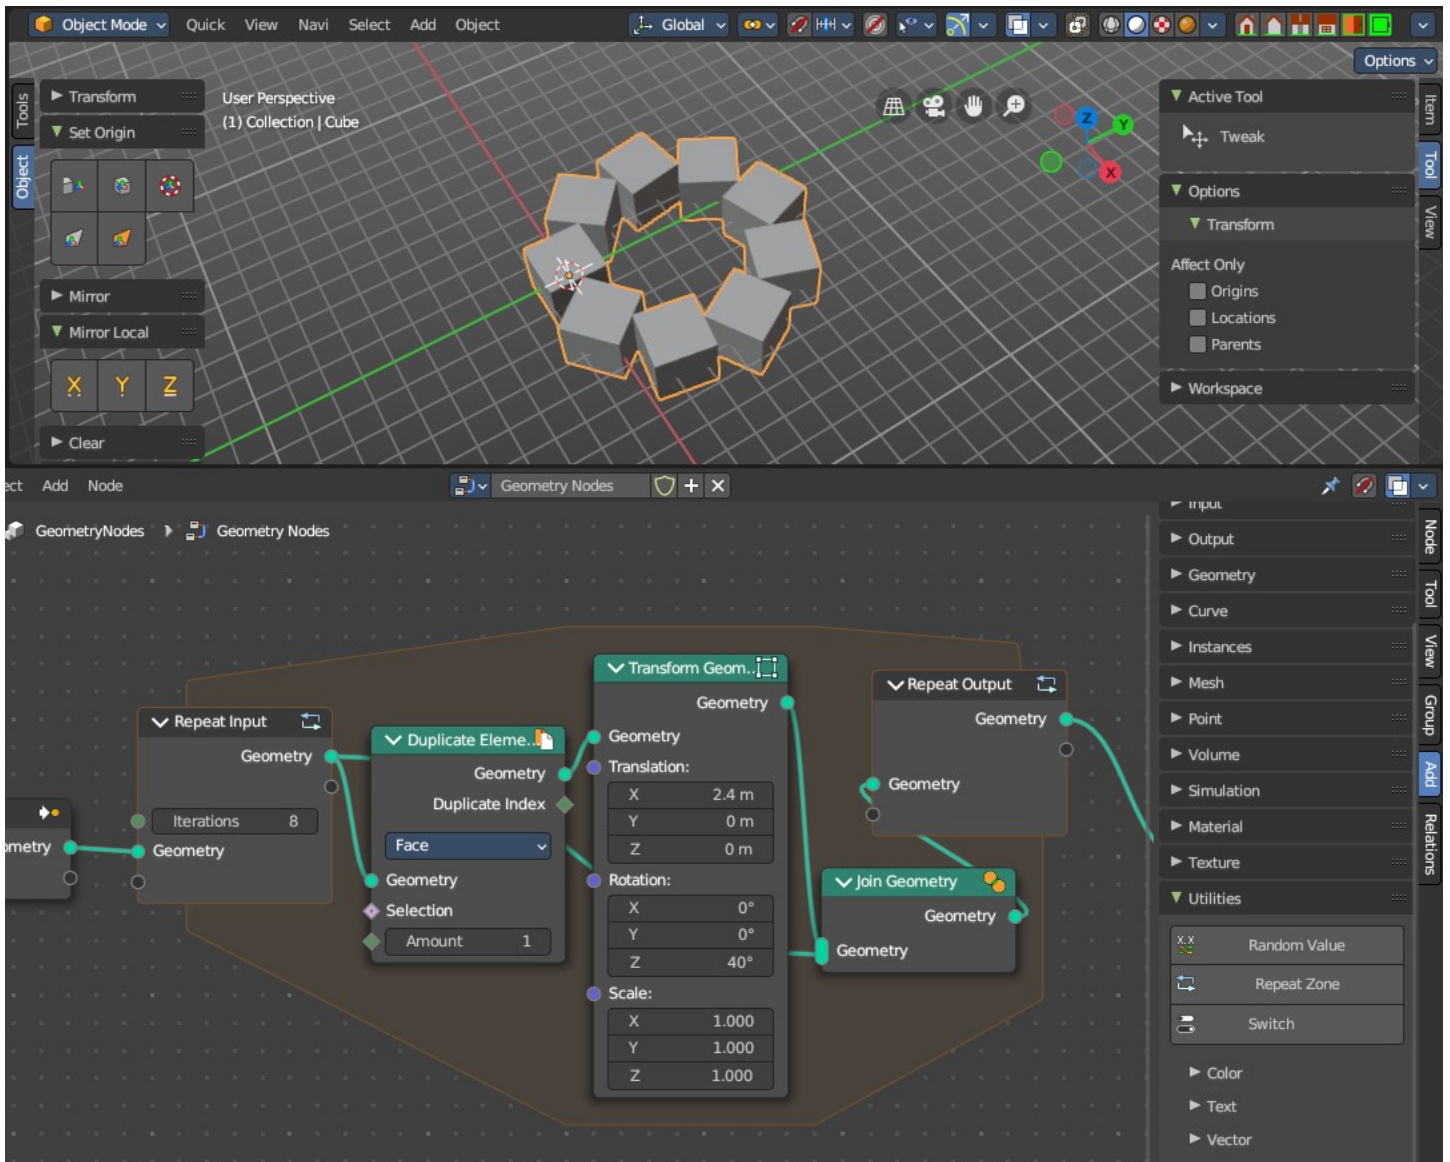 Object Mode
Quick
View
Navi
Select
Add
Object
Global
Options
Tools
Object
Transform
Set Origin
Mirror
Mirror Local
X
Y
Z
Clear
User Perspective
(1) Collection | Cube
Z
Y
X
Active Tool
Tweak
Options
Transform
Affect Only
Origins
Locations
Parents
Workspace
Item
Tool
View
ect
Add
Node
Geometry Nodes
GeometryNodes
Geometry Nodes
ometry
Repeat Input
Geometry
Iterations 8
Geometry
Duplicate Eleme...
Geometry
Duplicate Index
Face
Geometry
Selection
Amount 1
Transform Geom...
Geometry
Geometry
Translation:
X 2.4 m
Y 0 m
Z 0 m
Rotation:
X 0°
Y 0°
Z 40°
Scale:
X 1.000
Y 1.000
Z 1.000
Repeat Output
Geometry
Geometry
Join Geometry
Geometry
Geometry
Input
Output
Geometry
Curve
Instances
Mesh
Point
Volume
Simulation
Material
Texture
Utilities
X.X
Random Value
Repeat Zone
Switch
Color
Text
Vector
Node
Tool
View
Group
Add
Relations